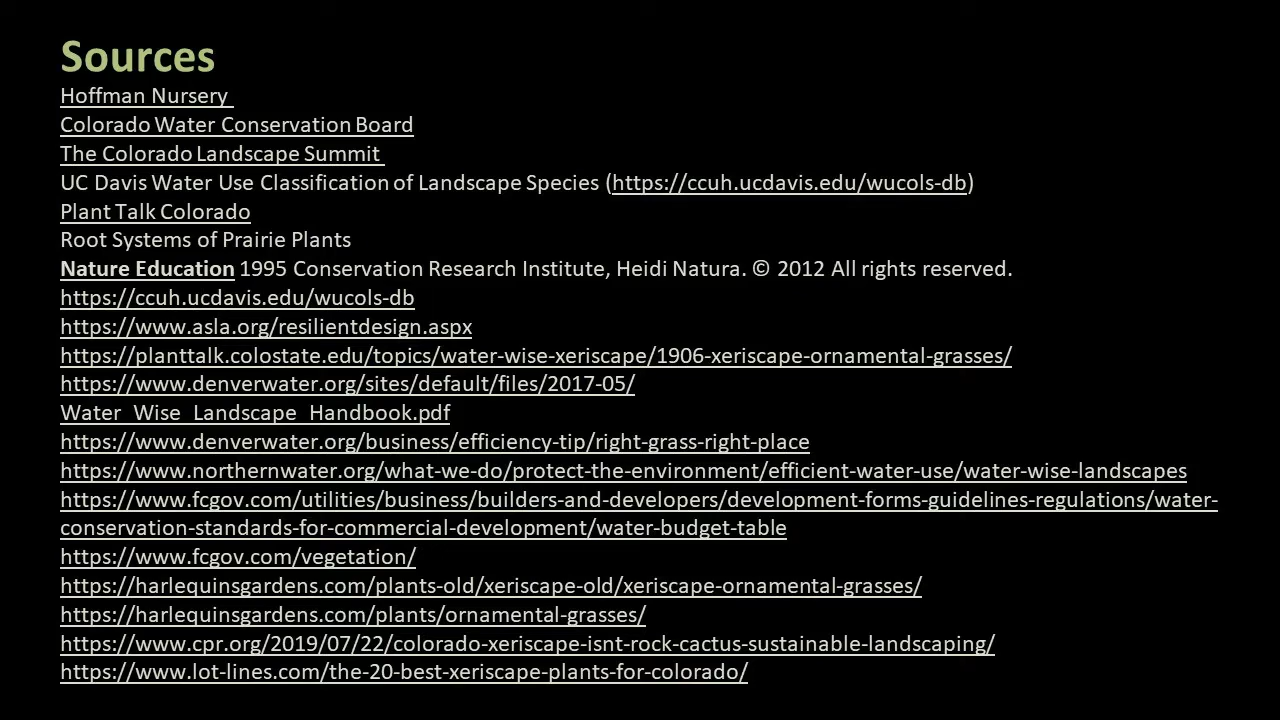 Sources
Hoffman Nursery
Colorado Water Conservation Board
The Colorado Landscape Summit
UC Davis Water Use Classification of Landscape Species (https://ccuh.ucdavis.edu/wucols-db)
Plant Talk Colorado
Root Systems of Prairie Plants
Nature Education 1995 Conservation Research Institute, Heidi Natura. © 2012 All rights reserved.
https://ccuh.ucdavis.edu/wucols-db
https://www.asla.org/resilientdesign.aspx
https://planttalk.colostate.edu/topics/water-wise-xeriscape/1906-xeriscape-ornamental-grasses/
https://www.denverwater.org/sites/default/files/2017-05/
Water_Wise_Landscape_Handbook.pdf
https://www.denverwater.org/business/efficiency-tip/right-grass-right-place
https://www.northernwater.org/what-we-do/protect-the-environment/efficient-water-use/water-wise-landscapes
https://www.fcgov.com/utilities/business/builders-and-developers/development-forms-guidelines-regulations/water-
conservation-standards-for-commercial-development/water-budget-table
https://www.fcgov.com/vegetation/
https://harlequinsgardens.com/plants-old/xeriscape-old/xeriscape-ornamental-grasses/
https://harlequinsgardens.com/plants/ornamental-grasses/
https://www.cpr.org/2019/07/22/colorado-xeriscape-isnt-rock-cactus-sustainable-landscaping/
https://www.lot-lines.com/the-20-best-xeriscape-plants-for-colorado/